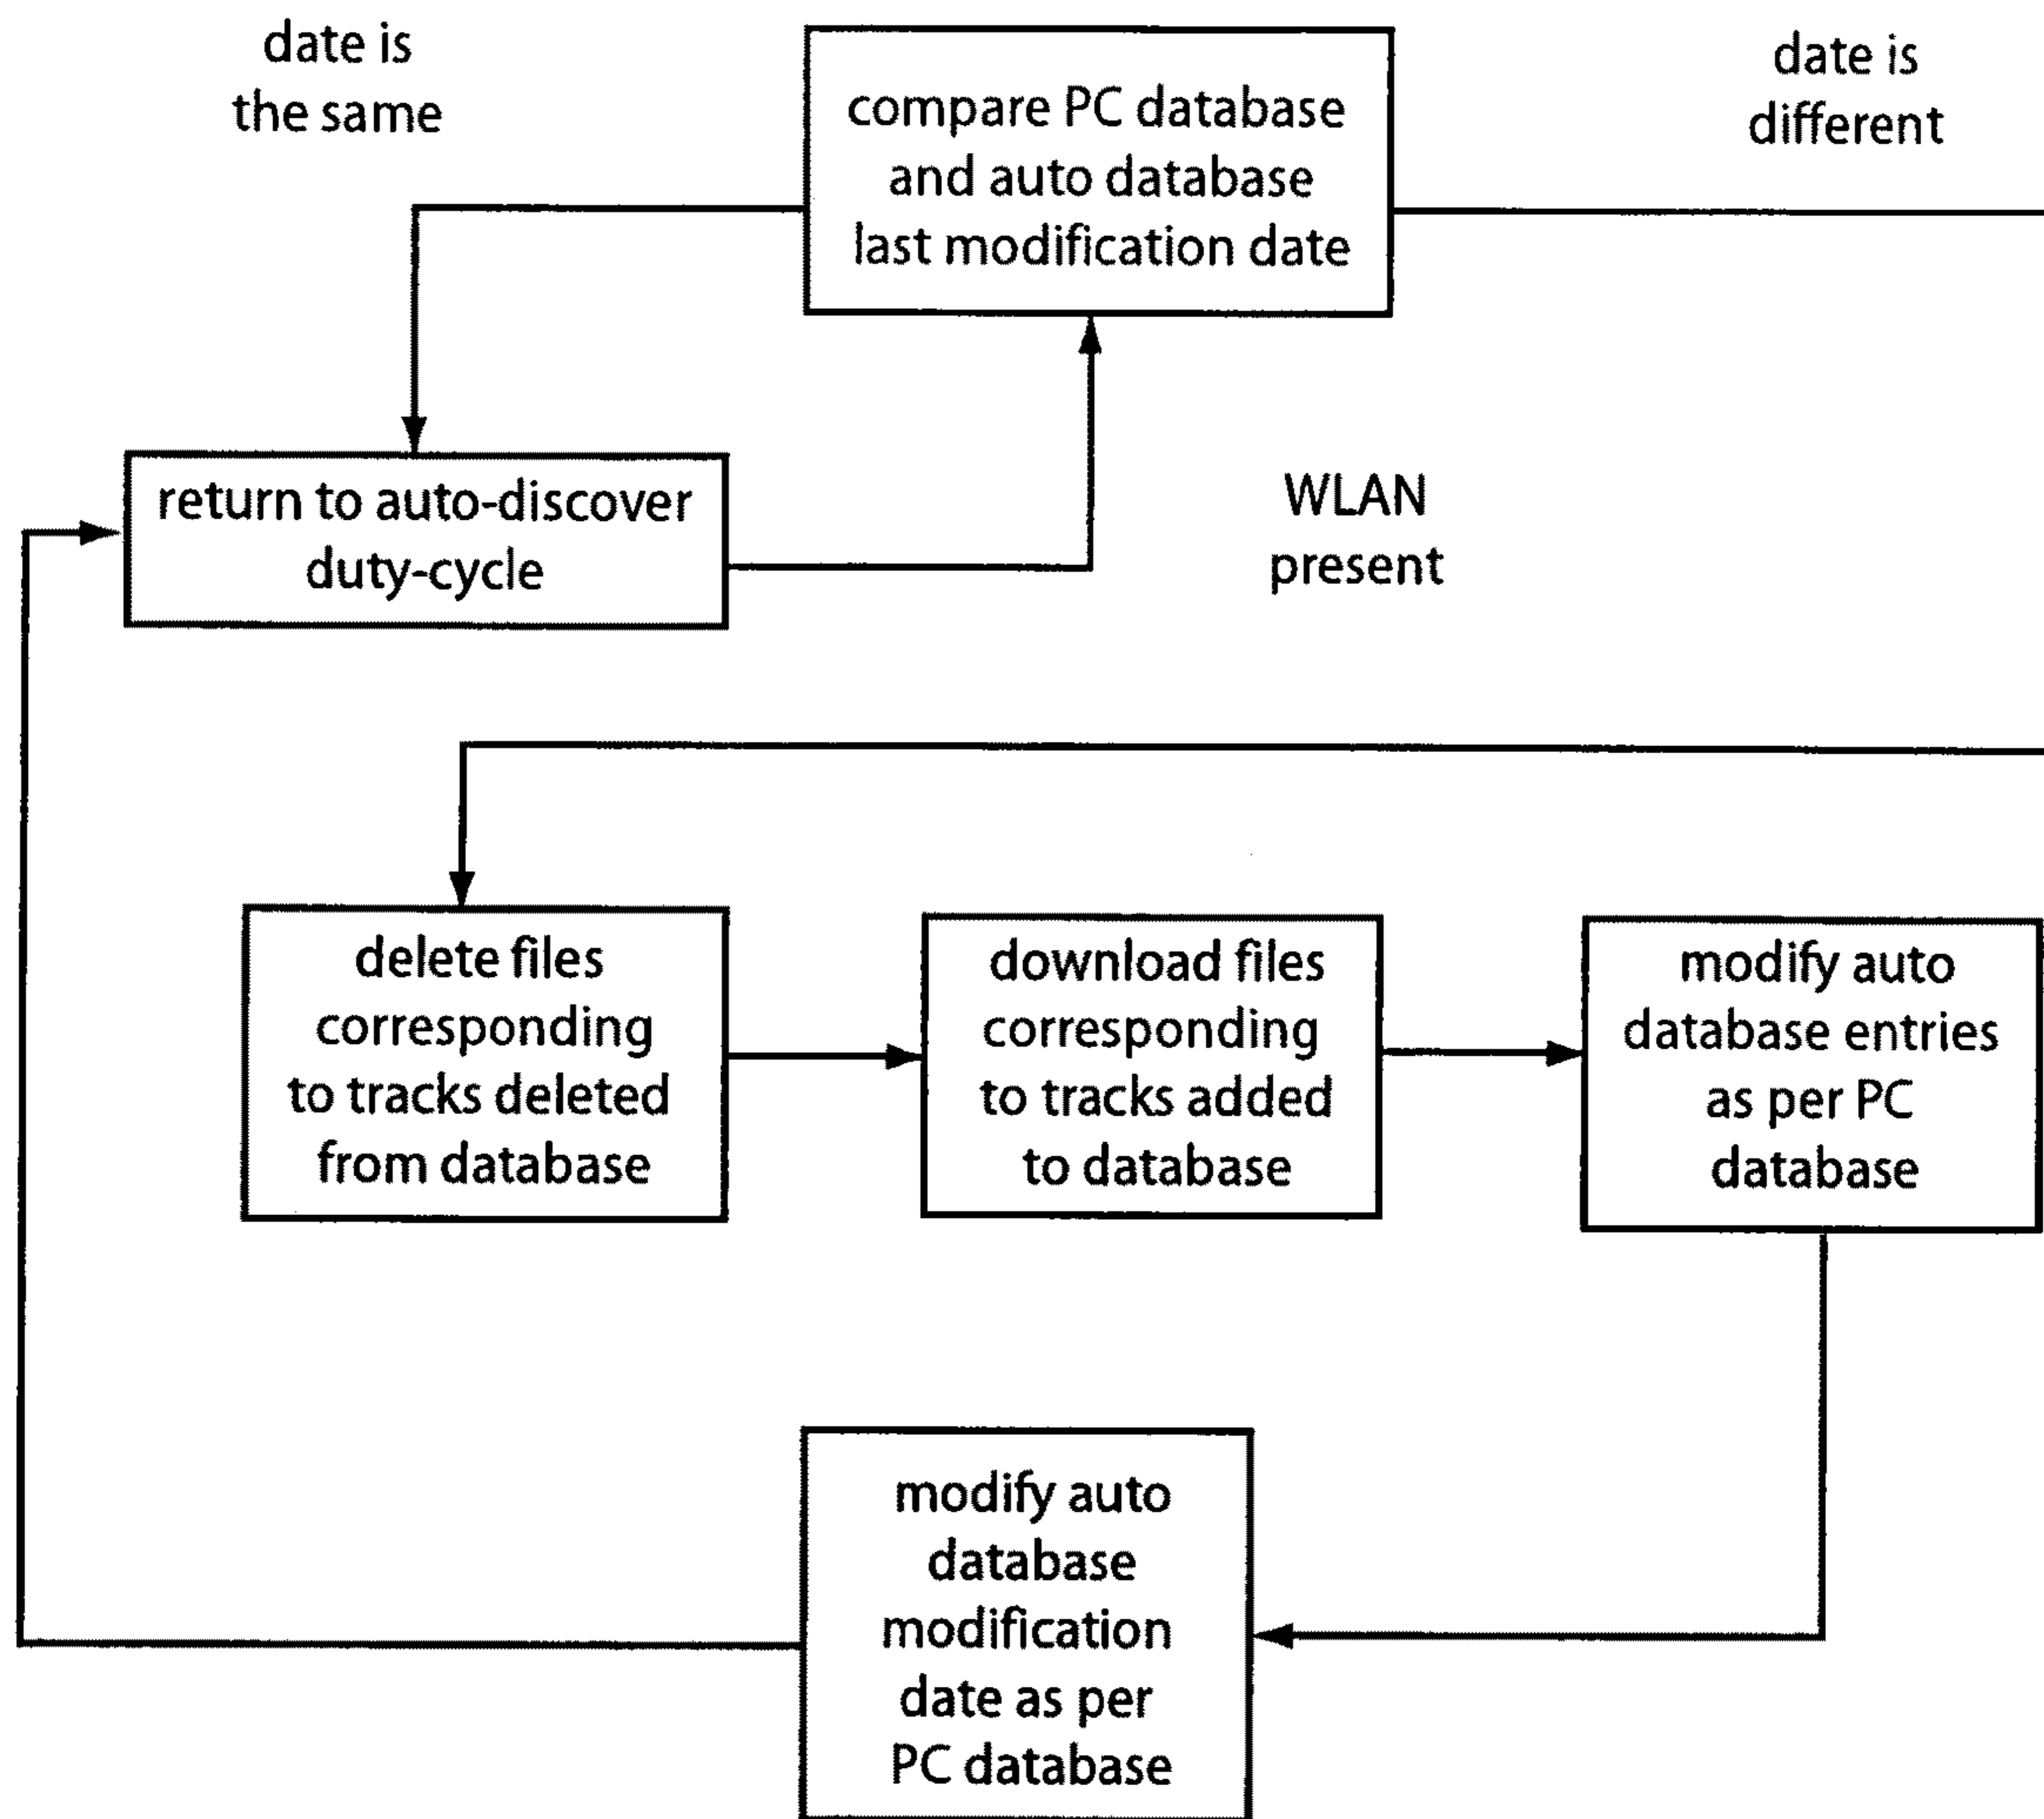 date is
the same
compare PC database
and auto database
last modification date
date is
different
return to auto-discover
duty-cycle
WLAN
present
delete files
corresponding
to tracks deleted
from database
download files
corresponding
to tracks added
to database
modify auto
database entries
as per PC
database
modify auto
database
modification
date as per
PC database